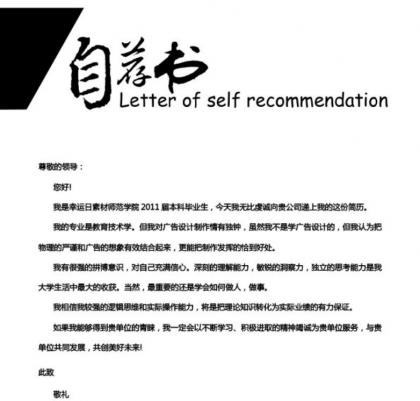 自荐书
Letter of self recommendation
尊敬的领导：
您好!
我是幸运日素材师范学院 2011 届本科毕业生，今天我无比虔诚向贵公司递上我的这份简历。
我的专业是教育技术学。但我对广告设计制作情有独钟，虽然我不是学广告设计的，但我认为把
物理的严谨和广告的想象有效结合起来，更能把制作发挥的恰到好处。
我有很强的拼搏意识，对自己充满信心。深刻的理解能力，敏锐的洞察力，独立的思考能力是我
大学生活中最大的收获。当然，最重要的还是学会如何做人，做事。
我相信我较强的逻辑思维和实际操作能力，将是把理论知识转化为实际业绩的有力保证。
如果我能够得到贵单位的青睐，我一定会以不断学习、积极进取的精神竭诚为贵单位服务，与贵
单位共同发展，共创美好未来!
此致
敬礼